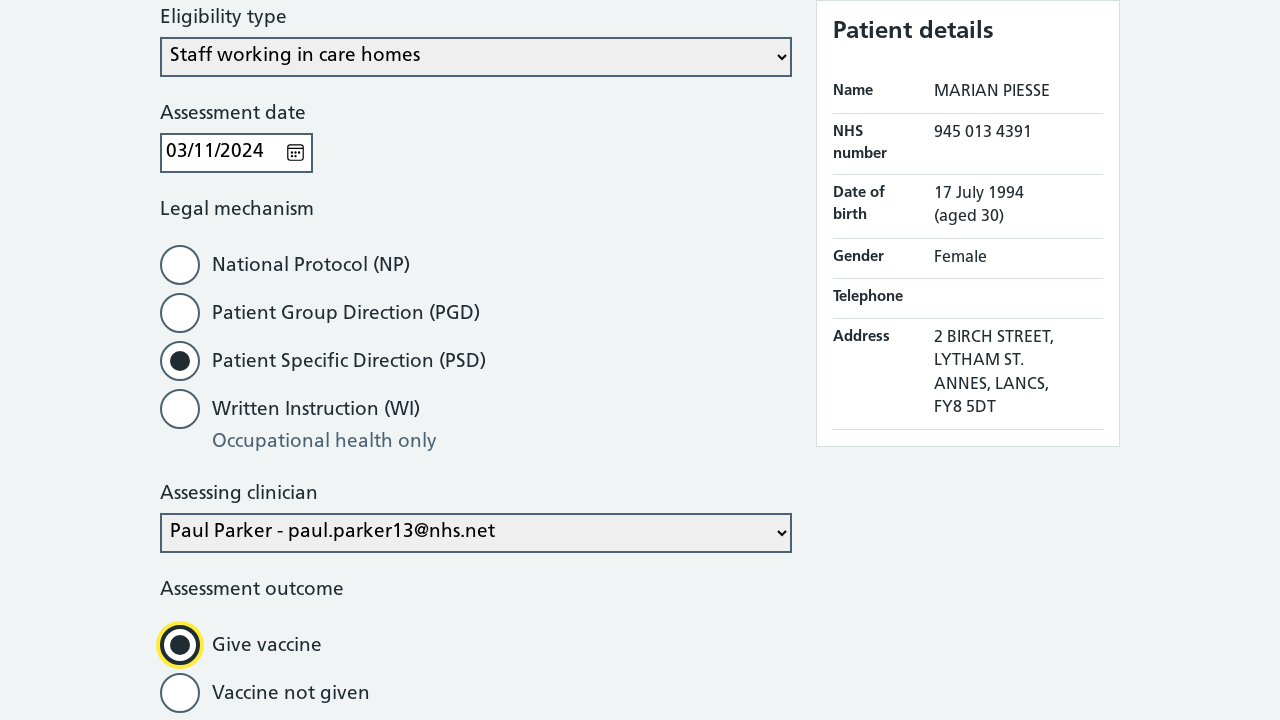 Eligibility type
Staff working in care homes
Assessment date
03/11/2024
Legal mechanism
National Protocol (NP)
Patient Group Direction (PGD)
Patient Specific Direction (PSD)
Written Instruction (WI)
Occupational health only
Assessing clinician
Paul Parker - paul.parker13@nhs.net
Assessment outcome
Give vaccine
Vaccine not given
Patient details
Name MARIAN PIESSE
NHS number 945 013 4391
Date of birth 17 July 1994 (aged 30)
Gender Female
Telephone
Address 2 BIRCH STREET,
LYTHAM ST.
ANNES, LANCS,
FY8 5DT